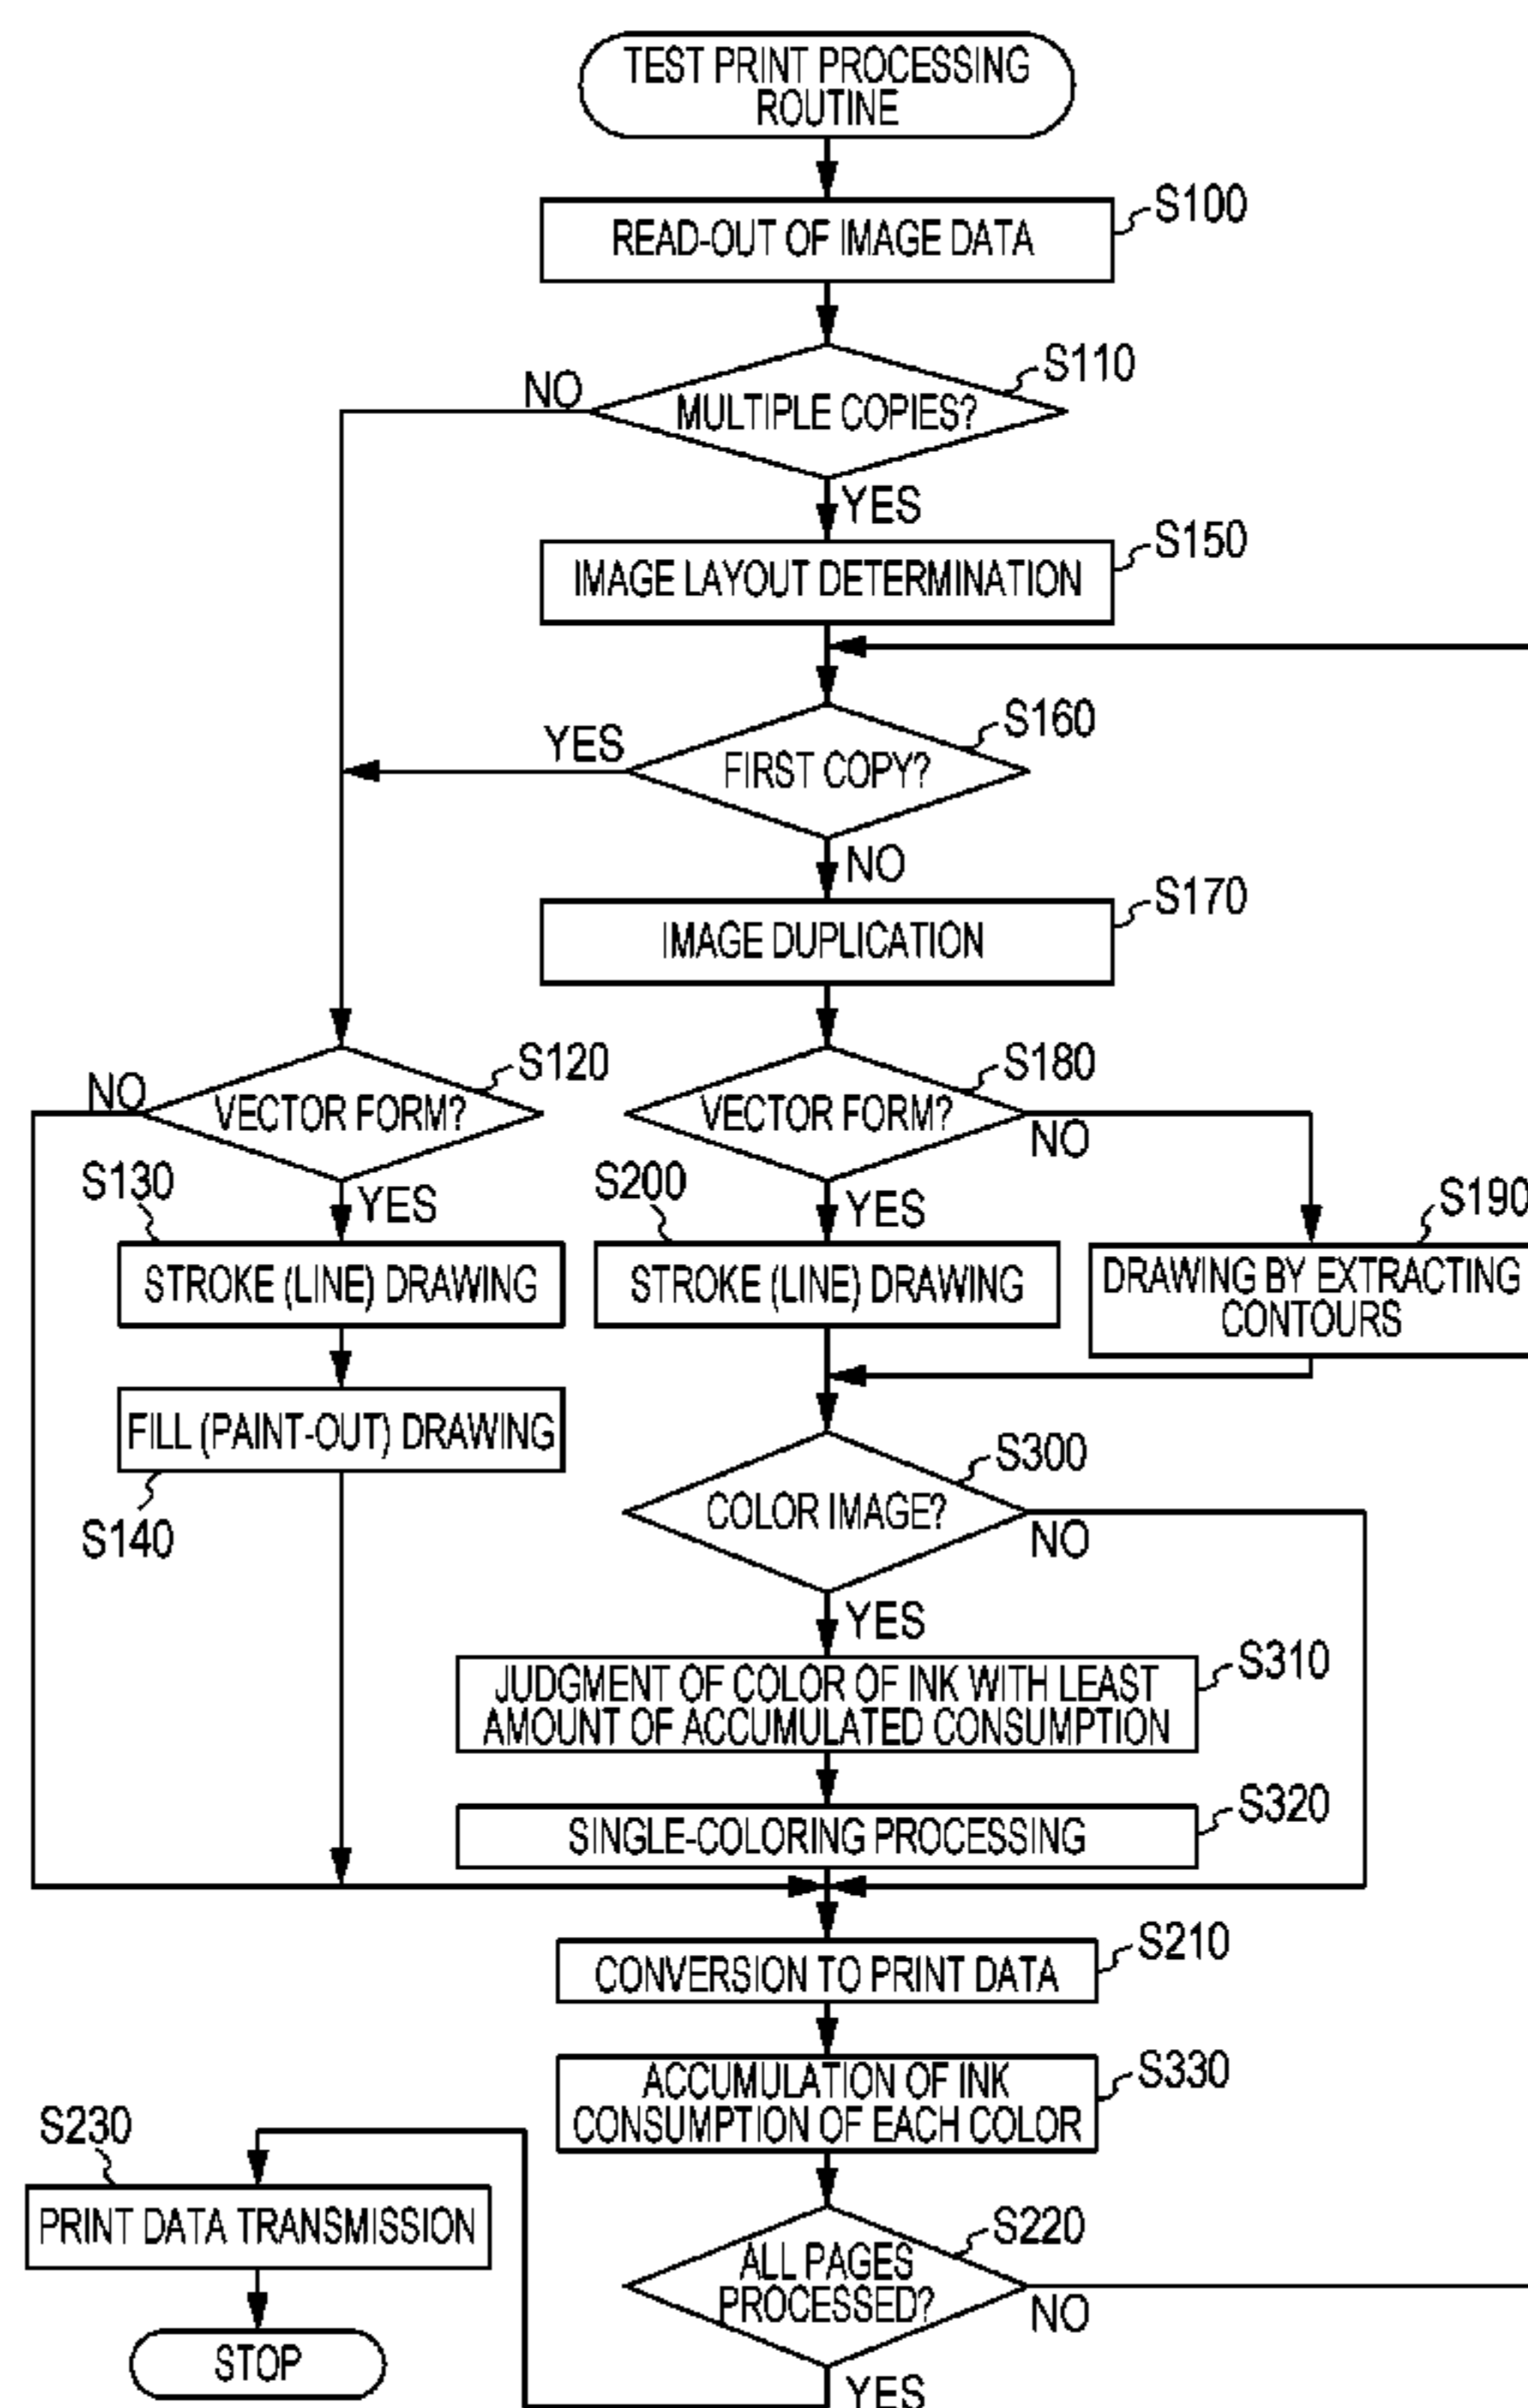 TEST PRINT PROCESSING
ROUTINE
S100
READ-OUT OF IMAGE DATA
S110
NO
MULTIPLE COPIES?
YES
S150
IMAGE LAYOUT DETERMINATION
S160
YES
FIRST COPY?
NO
S170
IMAGE DUPLICATION
S120
NO
VECTOR FORM?
S180
VECTOR FORM?
NO
S130
YES
S200
YES
S190
STROKE (LINE) DRAWING
STROKE (LINE) DRAWING
DRAWING BY EXTRACTING
CONTOURS
FILL (PAINT-OUT) DRAWING
S140
S300
COLOR IMAGE?
NO
YES
S310
JUDGMENT OF COLOR OF INK WITH LEAST
AMOUNT OF ACCUMULATED CONSUMPTION
S320
SINGLE-COLORING PROCESSING
S210
CONVERSION TO PRINT DATA
S330
ACCUMULATION OF INK
CONSUMPTION OF EACH COLOR
S230
PRINT DATA TRANSMISSION
S220
ALL PAGES
PROCESSED?
NO
STOP
YES